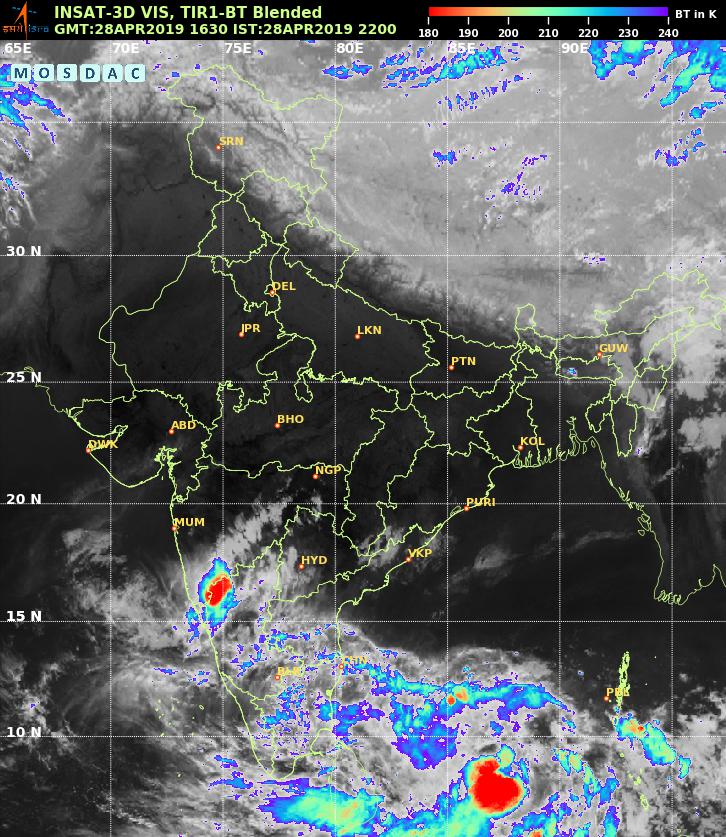 INSAT-3D VIS, TIR1-BT Blended
GMT:28APR2019 1630 IST:28APR2019 2200
BT in K
180 190 200 210 220 230 240
65E 70E 75E 80E 85E 90E
MOSDAC
SRN
30 N
DEL
JPR
LKN
GUW
PTN
25 N
ABD
BHO
DWK
KOL
NGP
20 N
PURI
MUM
VKP
HYD
15 N
PBL
10 N